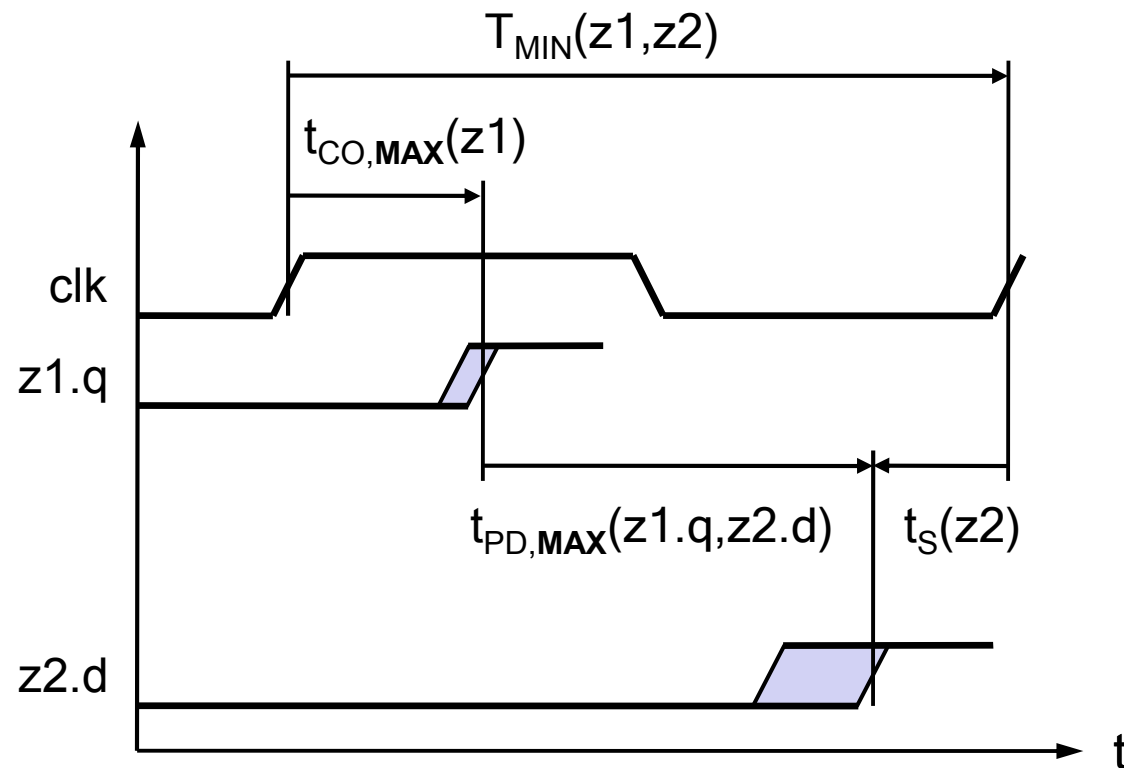 T_MIN(z1,z2)
t_CO,MAX(z1)
clk
z1.q
t_PD,MAX(z1.q,z2.d)
t_S(z2)
z2.d
t